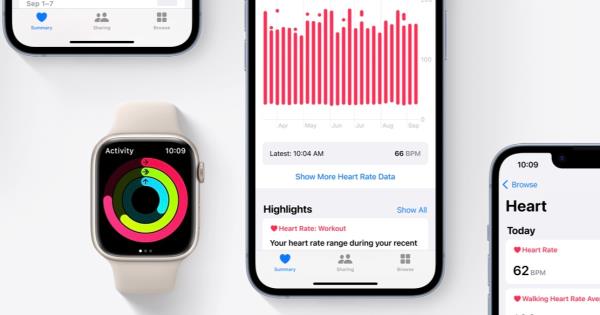 Sep 1–7
Summary
Sharing
Browse
Activity 10:09
200
100
0
Apr May Jun Jul Aug Sep
Latest: 10:04 AM 66 BPM
Show More Heart Rate Data
Highlights Show All
Heart Rate: Workout
Your heart rate range during your recent
Summary Sharing Browse
10:09
Browse
Heart
Today
Heart Rate
62 BPM
Walking Heart Rate Ave